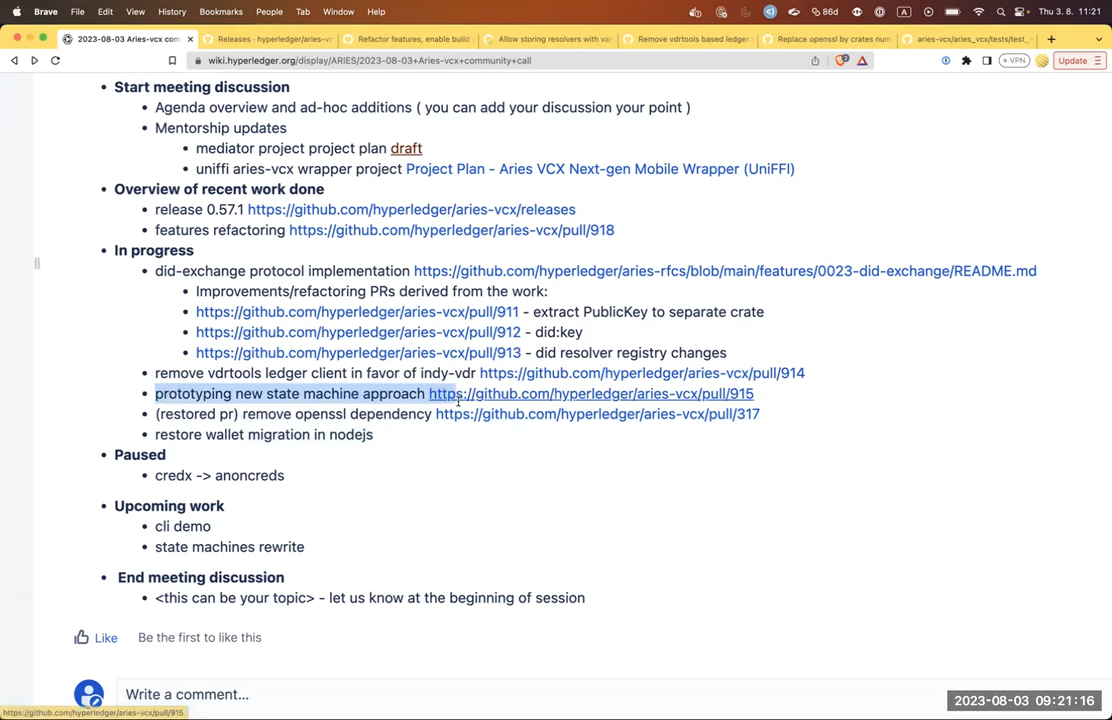 Brave File Edit View History Bookmarks People Tab Window Help 86d A Thu 3. 8. 11:21
2023-08-03 Aries-vcx com Releases · hyperledger/aries-v Refactor features, enable build Allow storing resolvers with va Remove vdrtools based ledger Replace openssl by crates num aries-vcx/aries_vcx/tests/test_
wiki.hyperledger.org/display/ARIES/2023-08-03+Aries-vcx+community+call VPN Update
• Start meeting discussion
• Agenda overview and ad-hoc additions ( you can add your discussion your point )
• Mentorship updates
• mediator project project plan draft
• uniffi aries-vcx wrapper project Project Plan - Aries VCX Next-gen Mobile Wrapper (UniFFI)
• Overview of recent work done
• release 0.57.1 https://github.com/hyperledger/aries-vcx/releases
• features refactoring https://github.com/hyperledger/aries-vcx/pull/918
• In progress
• did-exchange protocol implementation https://github.com/hyperledger/aries-rfcs/blob/main/features/0023-did-exchange/README.md
• Improvements/refactoring PRs derived from the work:
• https://github.com/hyperledger/aries-vcx/pull/911 - extract PublicKey to separate crate
• https://github.com/hyperledger/aries-vcx/pull/912 - did:key
• https://github.com/hyperledger/aries-vcx/pull/913 - did resolver registry changes
• remove vdrtools ledger client in favor of indy-vdr https://github.com/hyperledger/aries-vcx/pull/914
• prototyping new state machine approach https://github.com/hyperledger/aries-vcx/pull/915
• (restored pr) remove openssl dependency https://github.com/hyperledger/aries-vcx/pull/317
• restore wallet migration in nodejs
• Paused
• credx -> anoncreds
• Upcoming work
• cli demo
• state machines rewrite
• End meeting discussion
• <this can be your topic> - let us know at the beginning of session
Like Be the first to like this
Write a comment...
https://github.com/hyperledger/aries-vcx/pull/915
2023-08-03 09:21:16